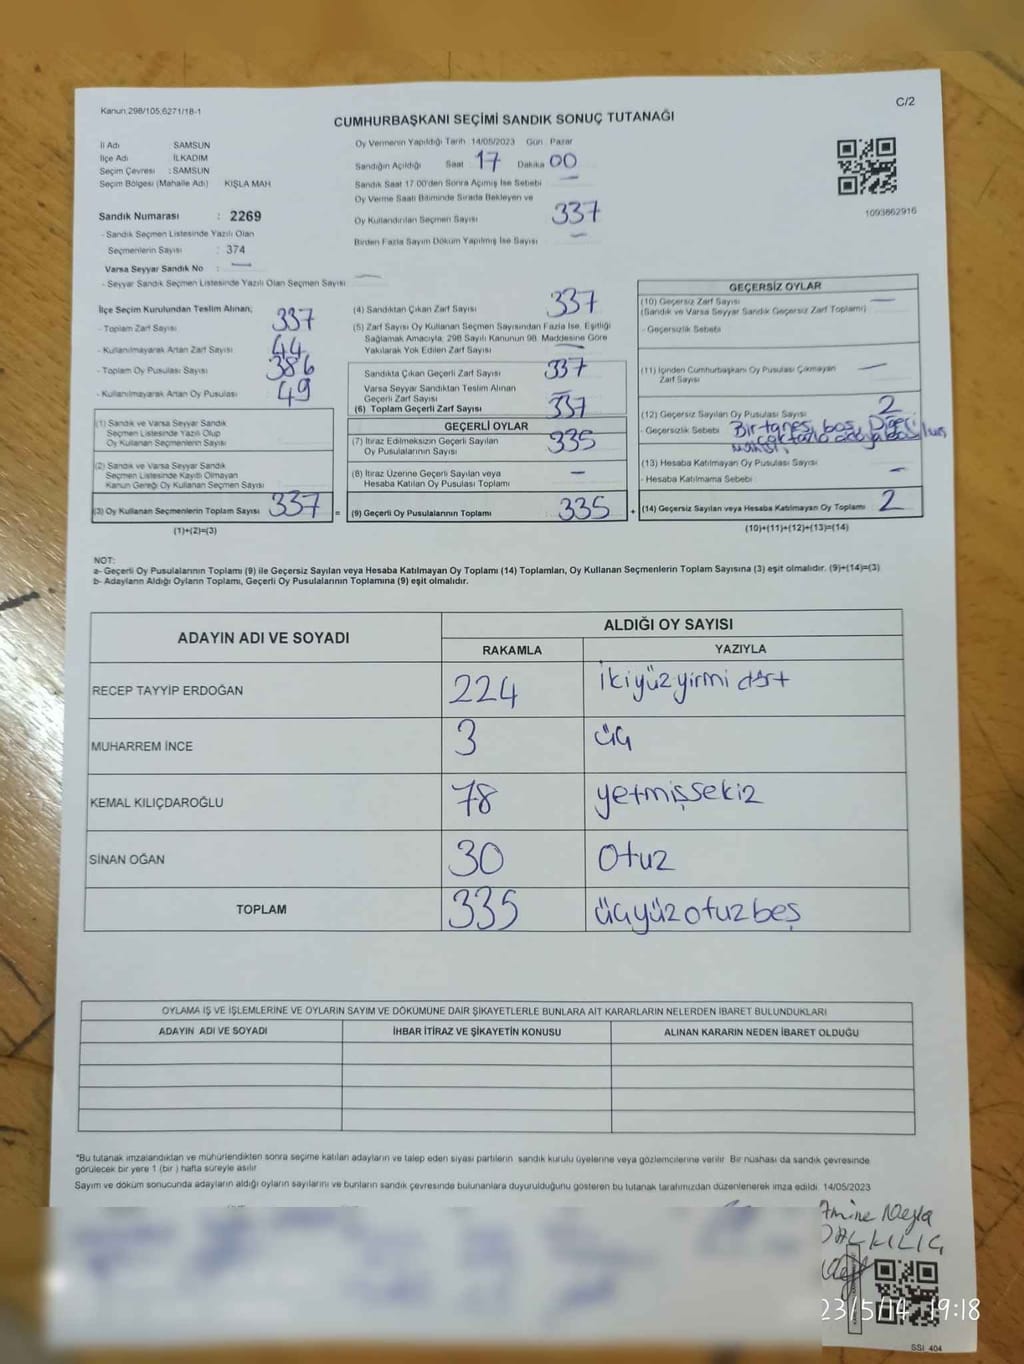 Kanun 298/105,6271/18-1
C/2
CUMHURBAŞKANI SEÇİMİ SANDIK SONUÇ TUTANAĞI
İl Adı SAMSUN
İlçe Adı İLKADIM
Seçim Çevresi : SAMSUN
Seçim Bölgesi (Mahalle Adı) KIŞLA MAH
Sandık Numarası : 2269
- Sandık Seçmen Listesinde Yazılı Olan
Seçmenlerin Sayısı : 374
Varsa Seyyar Sandık No : —
- Seyyar Sandık Seçmen Listesinde Yazılı Olan Seçmen Sayısı —
Oy Vermenin Yapıldığı Tarih 14/05/2023 Gün Pazar
Sandığın Açıldığı Saat 17 Dakika 00
Sandık Saat 17 00'den Sonra Açılmış İse Sebebi —
Oy Verme Saati Bitiminde Sırada Bekleyen ve
Oy Kullandırılan Seçmen Sayısı 337
Birden Fazla Sayım Döküm Yapılmış İse Sayısı —
1093862916
İlçe Seçim Kurulundan Teslim Alınan;
- Toplam Zarf Sayısı 337
- Kullanılmayarak Artan Zarf Sayısı 44
- Toplam Oy Pusulası Sayısı 386
- Kullanılmayarak Artan Oy Pusulası 49
(1) Sandık ve Varsa Seyyar Sandık
Seçmen Listesinde Yazılı Olup
Oy Kullanan Seçmenlerin Sayısı
(2) Sandık ve Varsa Seyyar Sandık
Seçmen Listesinde Kayıtlı Olmayan
Kanun Gereği Oy Kullanan Seçmen Sayısı
(3) Oy Kullanan Seçmenlerin Toplam Sayısı 337 =
(1)+(2)=(3)
(4) Sandıktan Çıkan Zarf Sayısı 337
(5) Zarf Sayısı Oy Kullanan Seçmen Sayısından Fazla İse, Eşitliği
Sağlamak Amacıyla, 298 Sayılı Kanunun 98. Maddesine Göre
Yakılarak Yok Edilen Zarf Sayısı —
Sandıkta Çıkan Geçerli Zarf Sayısı 337
Varsa Seyyar Sandıktan Teslim Alınan
Geçerli Zarf Sayısı —
(6) Toplam Geçerli Zarf Sayısı 337
GEÇERLİ OYLAR
(7) İtiraz Edilmeksizin Geçerli Sayılan
Oy Pusulalarının Sayısı 335
(8) İtiraz Üzerine Geçerli Sayılan veya
Hesaba Katılan Oy Pusulası Toplamı —
(9) Geçerli Oy Pusulalarının Toplamı 335 +
GEÇERSİZ OYLAR
(10) Geçersiz Zarf Sayısı —
(Sandık ve Varsa Seyyar Sandık Geçersiz Zarf Toplamı)
- Geçersizlik Sebebi
(11) İçinden Cumhurbaşkanı Oy Pusulası Çıkmayan
Zarf Sayısı —
(12) Geçersiz Sayılan Oy Pusulası Sayısı 2
- Geçersizlik Sebebi Bir tanesi boş, Diğeri
çok fazla adaya basılmış
(13) Hesaba Katılmayan Oy Pusulası Sayısı —
- Hesaba Katılmama Sebebi
(14) Geçersiz Sayılan veya Hesaba Katılmayan Oy Toplamı 2
(10)+(11)+(12)+(13)=(14)
NOT:
a- Geçerli Oy Pusulalarının Toplamı (9) ile Geçersiz Sayılan veya Hesaba Katılmayan Oy Toplamı (14) Toplamları, Oy Kullanan Seçmenlerin Toplam Sayısına (3) eşit olmalıdır. (9)+(14)=(3)
b- Adayların Aldığı Oyların Toplamı, Geçerli Oy Pusulalarının Toplamına (9) eşit olmalıdır.
ADAYIN ADI VE SOYADI ALDIĞI OY SAYISI
RAKAMLA YAZIYLA
RECEP TAYYİP ERDOĞAN 224 İkiyüzyirmi dört
MUHARREM İNCE 3 üç
KEMAL KILIÇDAROĞLU 78 yetmişsekiz
SİNAN OĞAN 30 Otuz
TOPLAM 335 üçyüzotuzbeş
OYLAMA İŞ VE İŞLEMLERİNE VE OYLARIN SAYIM VE DÖKÜMÜNE DAİR ŞİKAYETLERLE BUNLARA AİT KARARLARIN NELERDEN İBARET BULUNDUKLARI
ADAYIN ADI VE SOYADI İHBAR İTİRAZ VE ŞİKAYETİN KONUSU ALINAN KARARIN NEDEN İBARET OLDUĞU
*Bu tutanak imzalandıktan ve mühürlendikten sonra seçime katılan adayların ve talep eden siyasi partilerin sandık kurulu üyelerine veya gözlemcilerine verilir. Bir nüshası da sandık çevresinde
görülecek bir yere 1 (bir ) hafta süreyle asılır
Sayım ve döküm sonucunda adayların aldığı oyların sayılarını ve bunların sandık çevresinde bulunanlara duyurulduğunu gösteren bu tutanak tarafımızdan düzenlenerek imza edildi. 14/05/2023
23/5/14 19:18
SSI_404